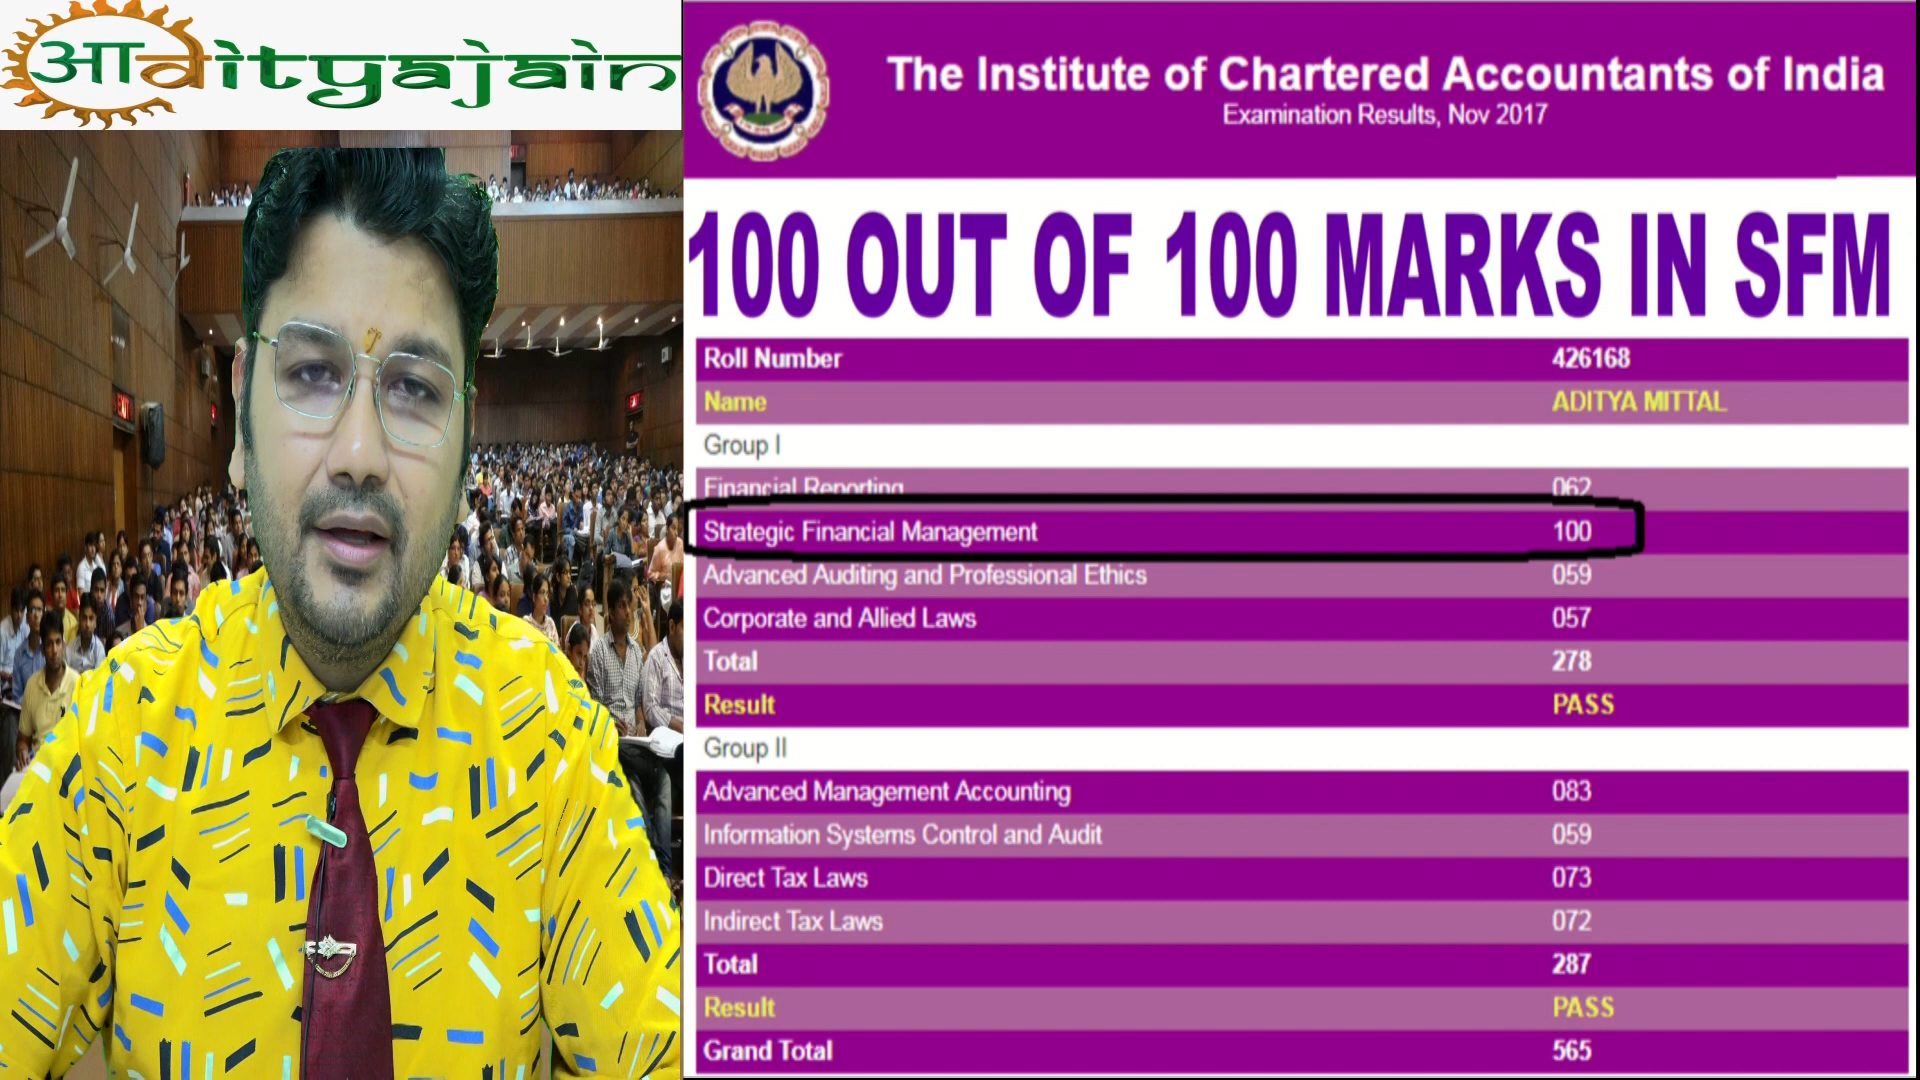 आdityajain
The Institute of Chartered Accountants of India
Examination Results, Nov 2017
100 OUT OF 100 MARKS IN SFM
Roll Number 426168
Name ADITYA MITTAL
Group I
Financial Reporting 062
Strategic Financial Management 100
Advanced Auditing and Professional Ethics 059
Corporate and Allied Laws 057
Total 278
Result PASS
Group II
Advanced Management Accounting 083
Information Systems Control and Audit 059
Direct Tax Laws 073
Indirect Tax Laws 072
Total 287
Result PASS
Grand Total 565
EXIT